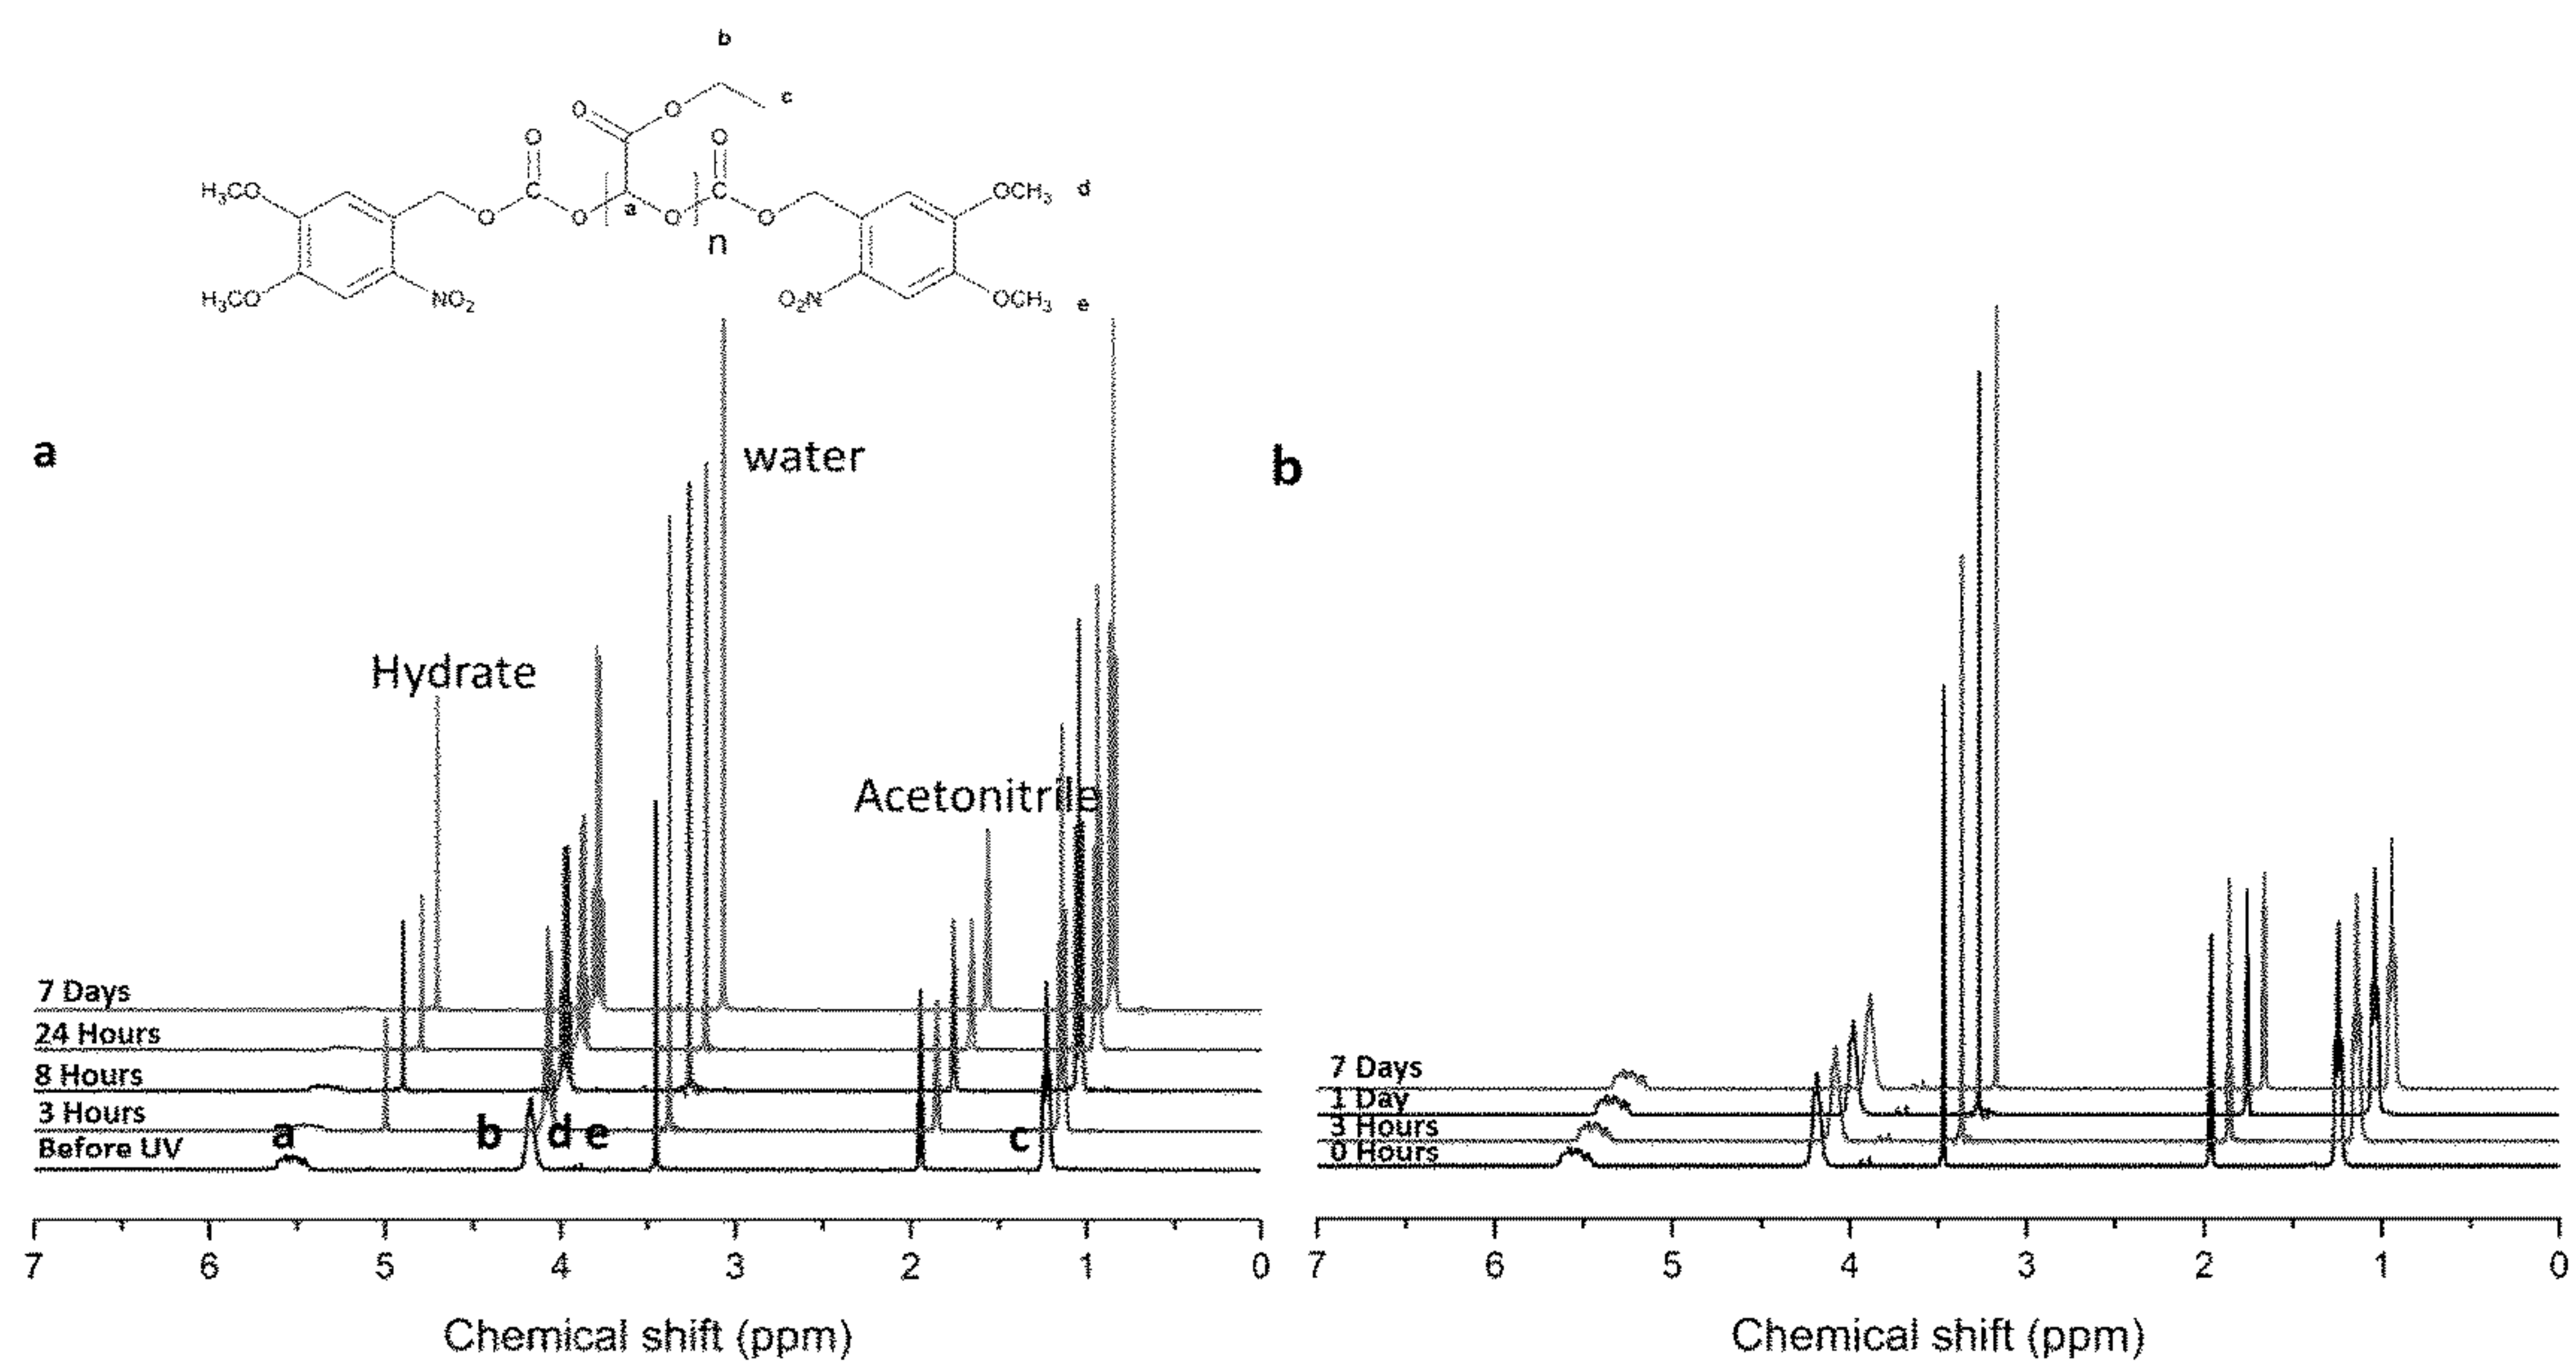 b
c
O
O
O
O
H₃CO
C
C
OCH₃
d
O
O
a
O
O
n
H₃CO
NO₂
O₂N
OCH₃
e
a
water
Hydrate
Acetonitrile
7 Days
24 Hours
8 Hours
3 Hours
Before UV
a
b
d e
c
7
6
5
4
3
2
1
0
Chemical shift (ppm)
b
7 Days
1 Day
3 Hours
0 Hours
7
6
5
4
3
2
1
0
Chemical shift (ppm)